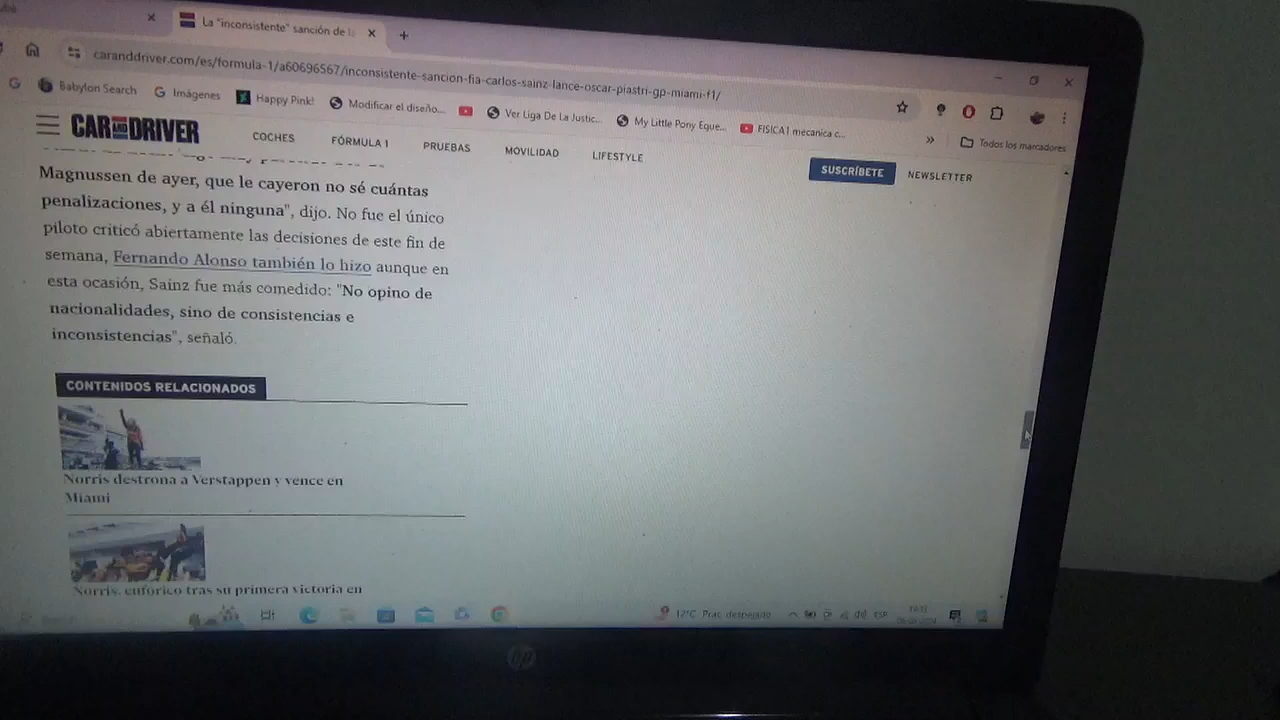 La "inconsistente" sanción de la
caranddriver.com/es/formula-1/a60696567/inconsistente-sancion-fia-carlos-sainz-lance-oscar-piastri-gp-miami-f1/
Babylon Search
Imágenes
Happy Pink!
Modificar el diseño...
Ver Liga De La Justic...
My Little Pony Eque...
FISICA1 mecanica c...
»
Todos los marcadores
CAR AND DRIVER
COCHES
FÓRMULA 1
PRUEBAS
MOVILIDAD
LIFESTYLE
SUSCRÍBETE
NEWSLETTER
Magnussen de ayer, que le cayeron no sé cuántas
penalizaciones, y a él ninguna", dijo. No fue el único
piloto criticó abiertamente las decisiones de este fin de
semana, Fernando Alonso también lo hizo aunque en
esta ocasión, Sainz fue más comedido: "No opino de
nacionalidades, sino de consistencias e
inconsistencias", señaló.
CONTENIDOS RELACIONADOS
Norris destrona a Verstappen y vence en
Miami
Norris, eufórico tras su primera victoria en
12°C Prac. despejado
ESP
hp